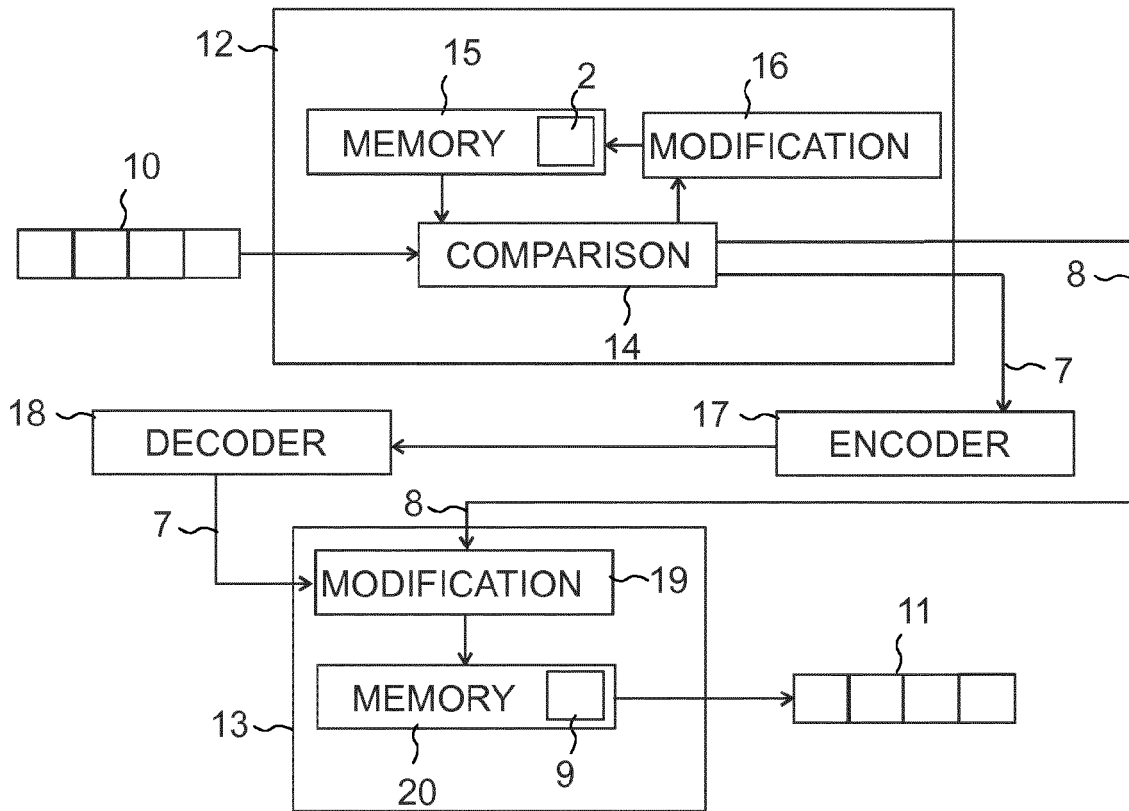 12
15
2
16
MEMORY
MODIFICATION
10
COMPARISON
8
14
7
18
17
DECODER
ENCODER
7
8
MODIFICATION
19
11
MEMORY
13
20
9